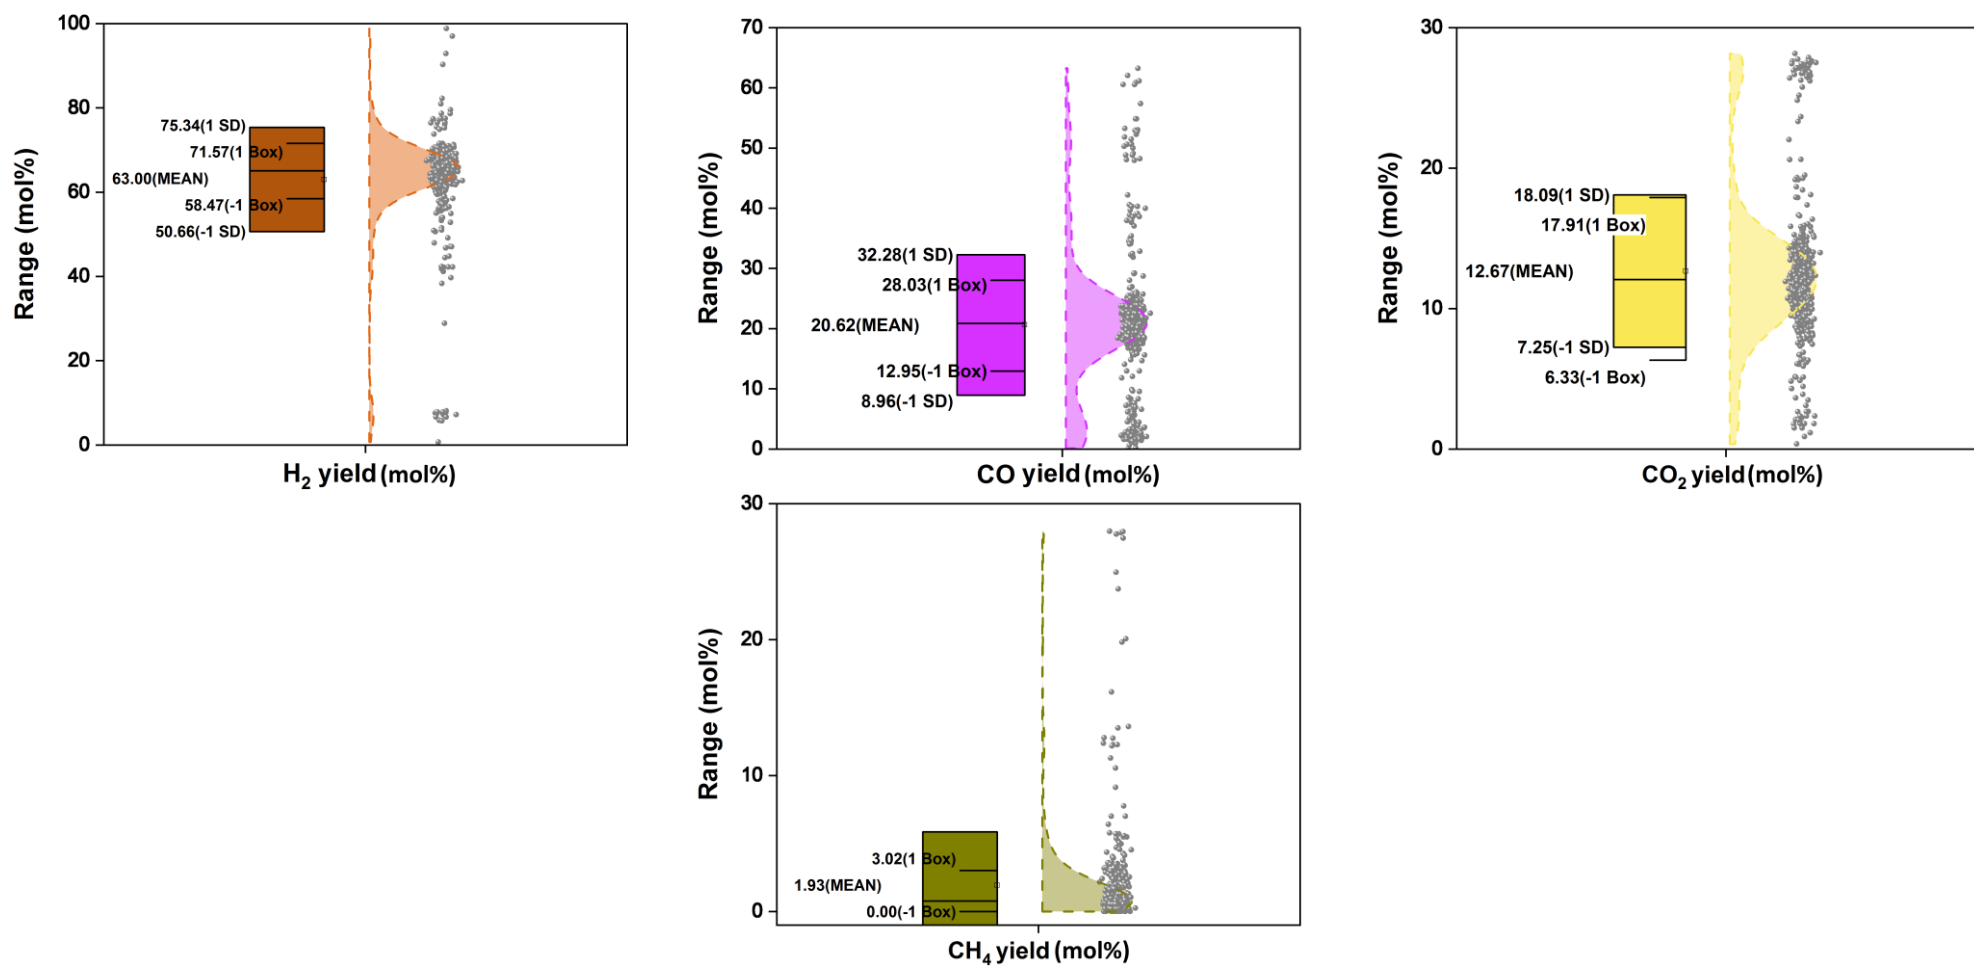 Range (mol%)
100
80
60
40
20
0
75.34(1 SD)
71.57(1 Box)
63.00(MEAN)
58.47(-1 Box)
50.66(-1 SD)
H₂ yield (mol%)
Range (mol%)
70
60
50
40
30
20
10
0
32.28(1 SD)
28.03(1 Box)
20.62(MEAN)
12.95(-1 Box)
8.96(-1 SD)
CO yield (mol%)
Range (mol%)
30
20
10
0
18.09(1 SD)
17.91(1 Box)
12.67(MEAN)
7.25(-1 SD)
6.33(-1 Box)
CO₂ yield (mol%)
Range (mol%)
30
20
10
0
3.02(1 Box)
1.93(MEAN)
0.00(-1 Box)
CH₄ yield (mol%)